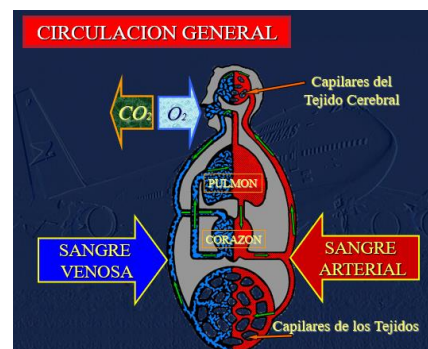 CIRCULACION GENERAL
Capilares del
Tejido Cerebral
CO2
O2
PULMON
CORAZON
SANGRE
VENOSA
SANGRE
ARTERIAL
Capilares de los Tejidos